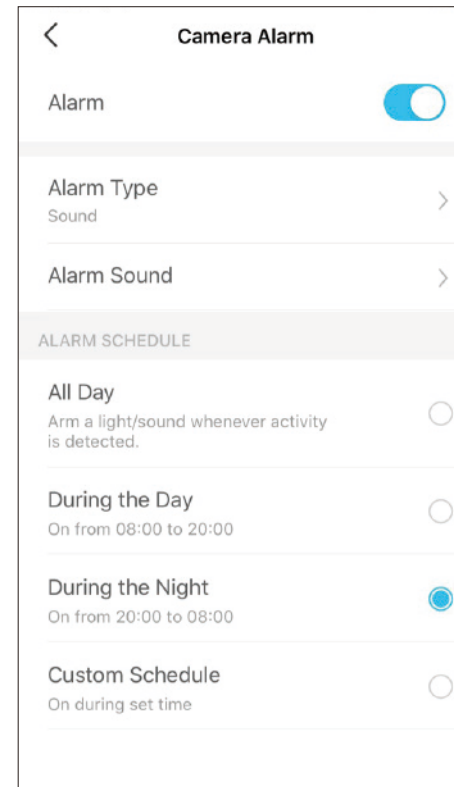 Camera Alarm
Alarm
Alarm Type
Sound
Alarm Sound
ALARM SCHEDULE
All Day
Arm a light/sound whenever activity
is detected.
During the Day
On from 08:00 to 20:00
During the Night
On from 20:00 to 08:00
Custom Schedule
On during set time